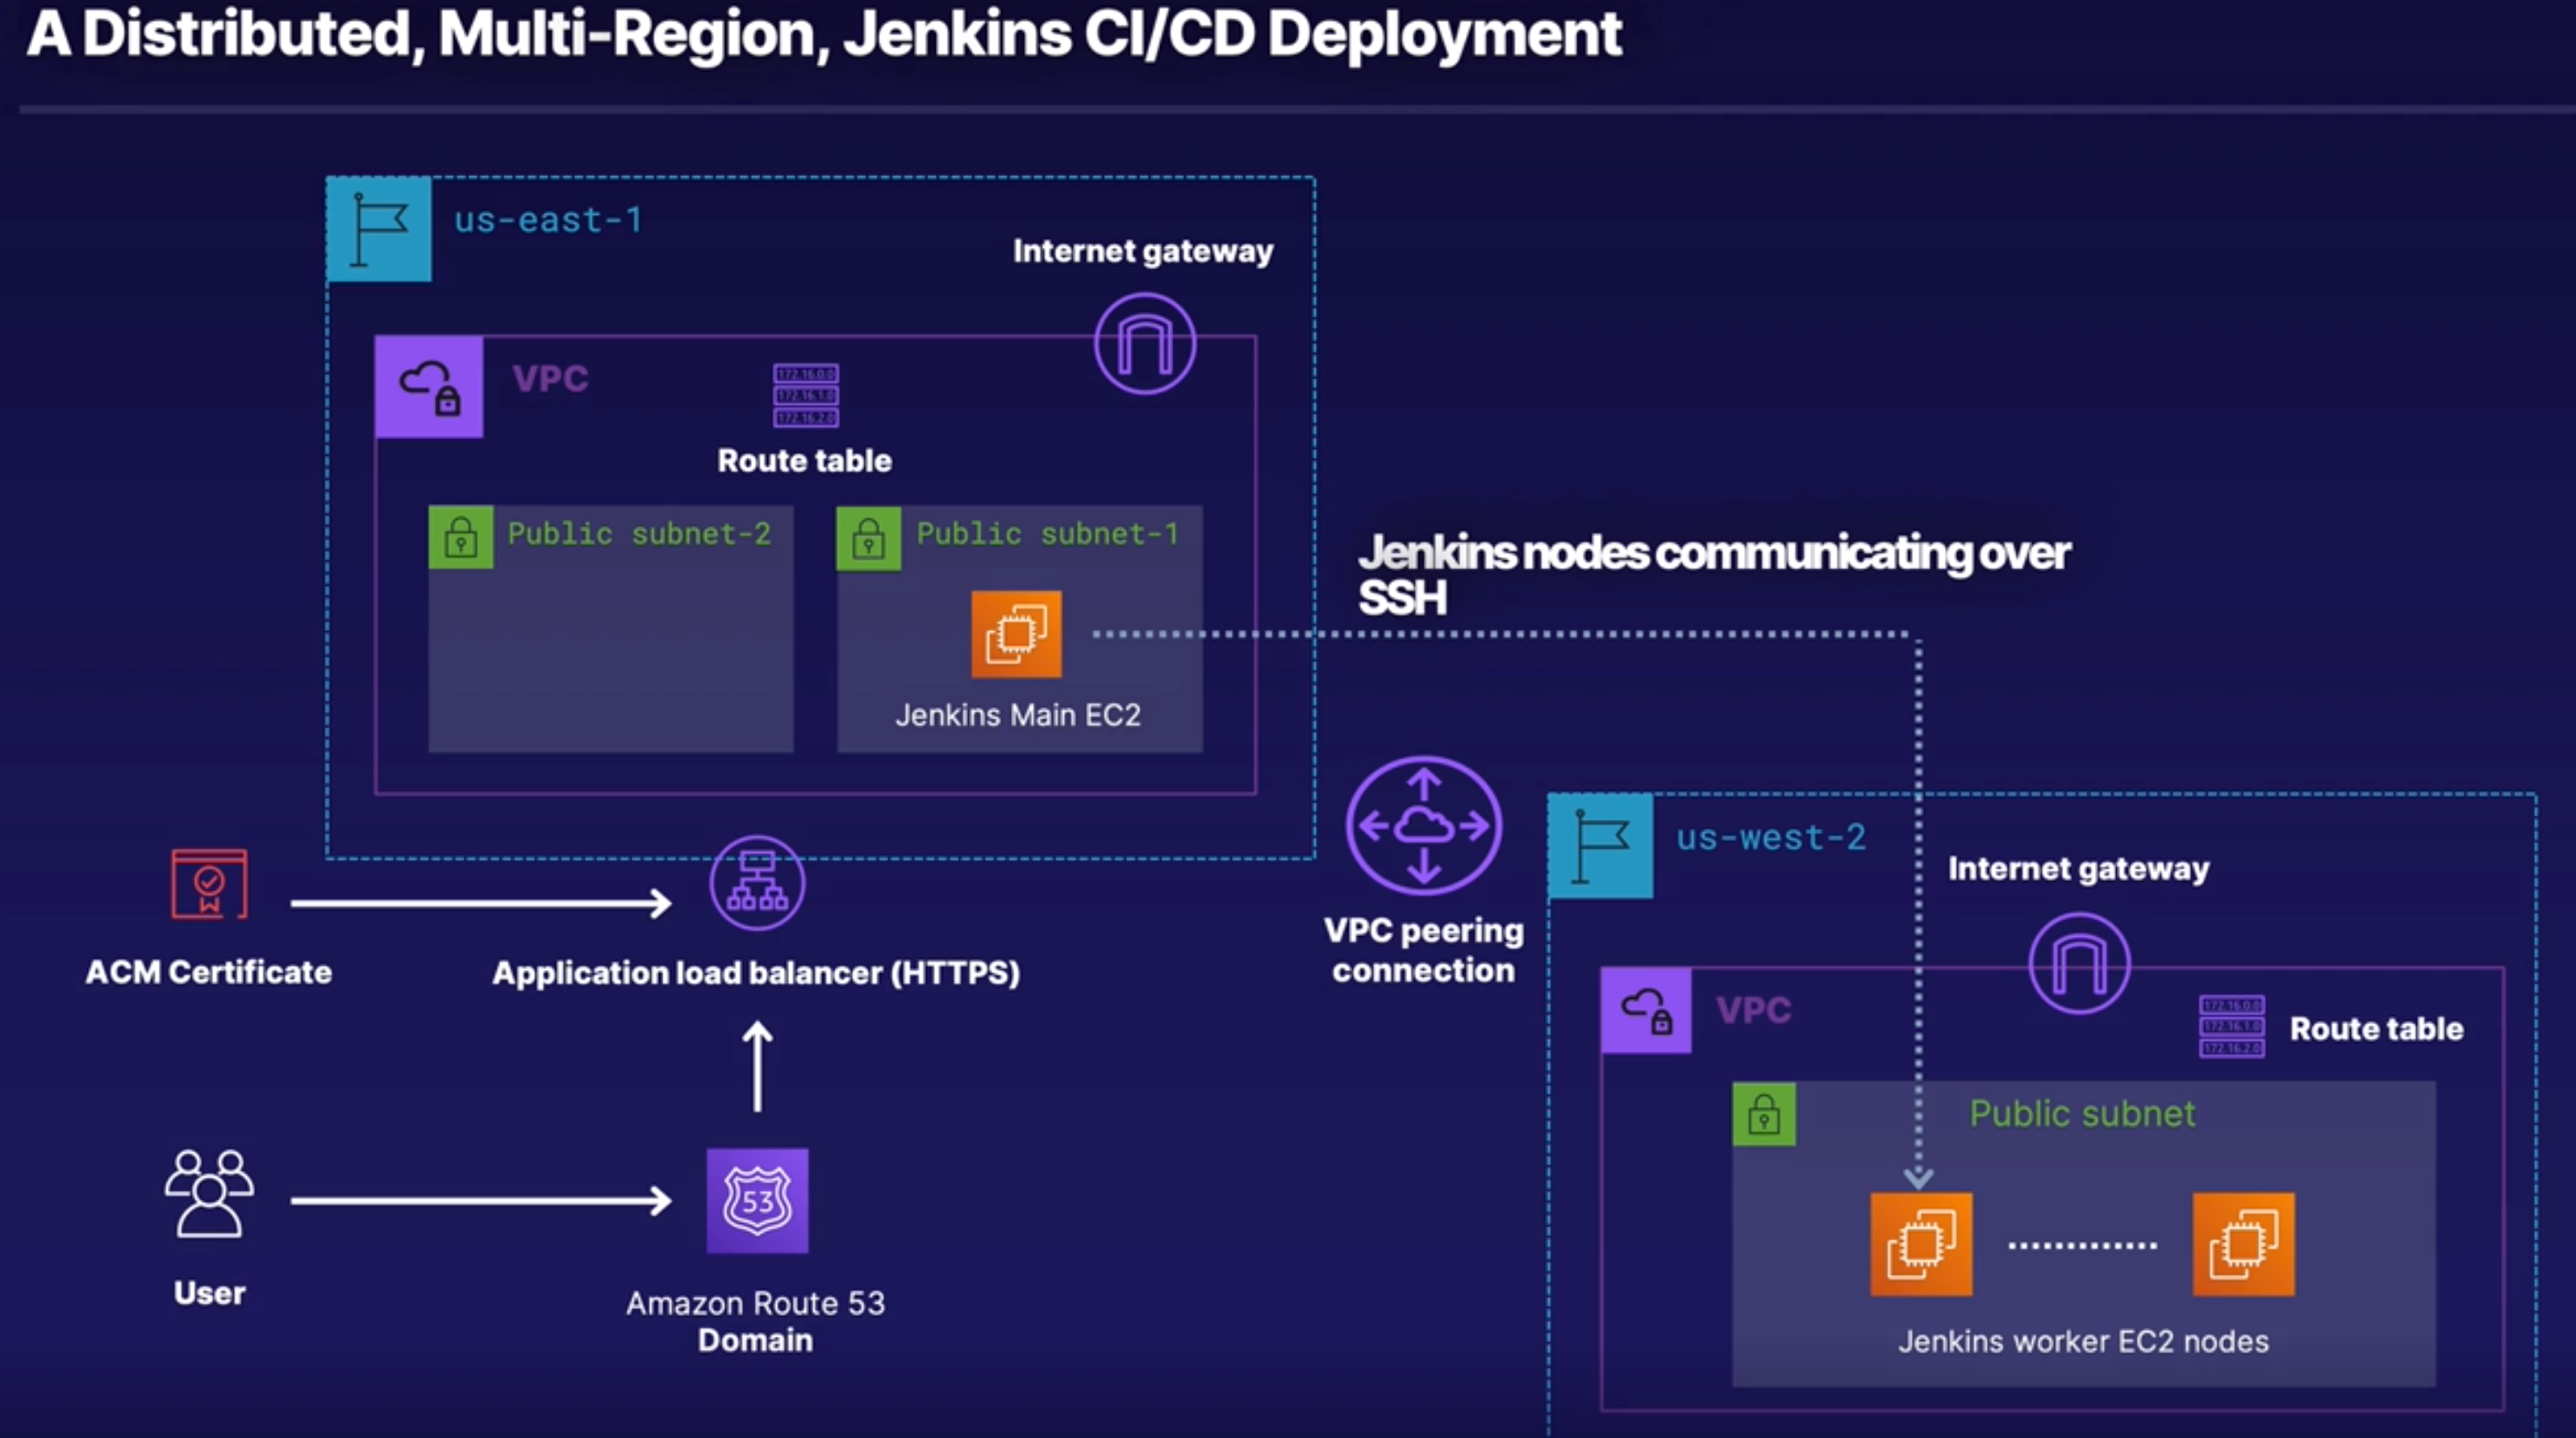 A Distributed, Multi-Region, Jenkins CI/CD Deployment
us-east-1
Internet gateway
VPC
172.16.0.0
172.16.1.0
172.16.2.0
Route table
Public subnet-2
Public subnet-1
Jenkins Main EC2
Jenkins nodes communicating over
SSH
VPC peering
connection
ACM Certificate
Application load balancer (HTTPS)
User
53
Amazon Route 53
Domain
us-west-2
Internet gateway
VPC
172.16.0.0
172.16.1.0
172.16.2.0
Route table
Public subnet
Jenkins worker EC2 nodes